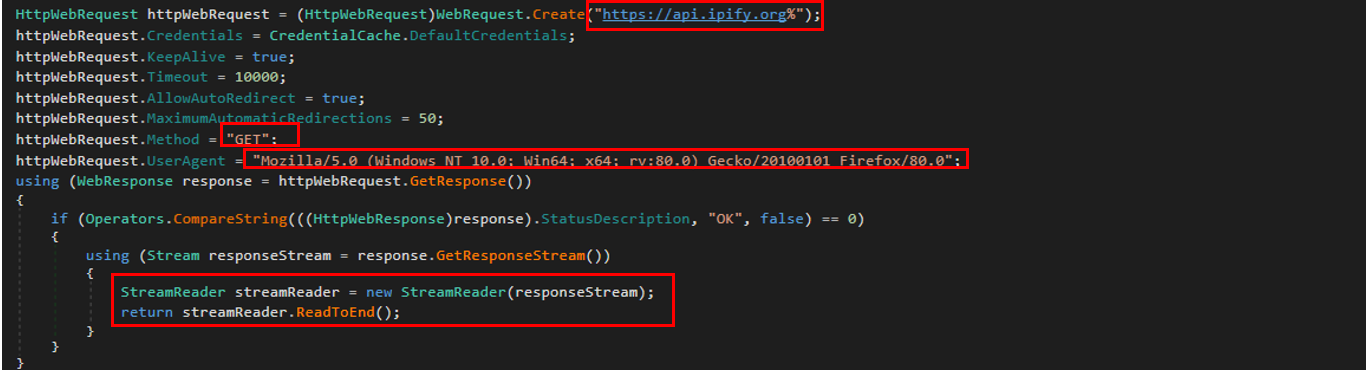 HttpWebRequest httpWebRequest = (HttpWebRequest)WebRequest.Create("https://api.ipify.org%");
httpWebRequest.Credentials = CredentialCache.DefaultCredentials;
httpWebRequest.KeepAlive = true;
httpWebRequest.Timeout = 10000;
httpWebRequest.AllowAutoRedirect = true;
httpWebRequest.MaximumAutomaticRedirections = 50;
httpWebRequest.Method = "GET";
httpWebRequest.UserAgent = "Mozilla/5.0 (Windows NT 10.0; Win64; x64; rv:80.0) Gecko/20100101 Firefox/80.0";
using (WebResponse response = httpWebRequest.GetResponse())
{
if (Operators.CompareString(((HttpWebResponse)response).StatusDescription, "OK", false) == 0)
{
using (Stream responseStream = response.GetResponseStream())
{
StreamReader streamReader = new StreamReader(responseStream);
return streamReader.ReadToEnd();
}
}
}